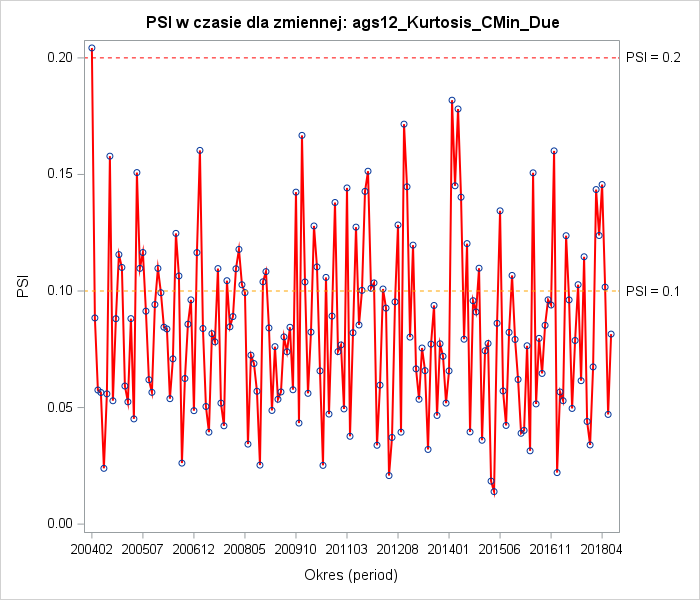 PSI w czasie dla zmiennej: ags12_Kurtosis_CMin_Due
0.20
PSI = 0.2
0.15
PSI
0.10
PSI = 0.1
0.05
0.00
200402 200507 200612 200805 200910 201103 201208 201401 201506 201611 201804
Okres (period)